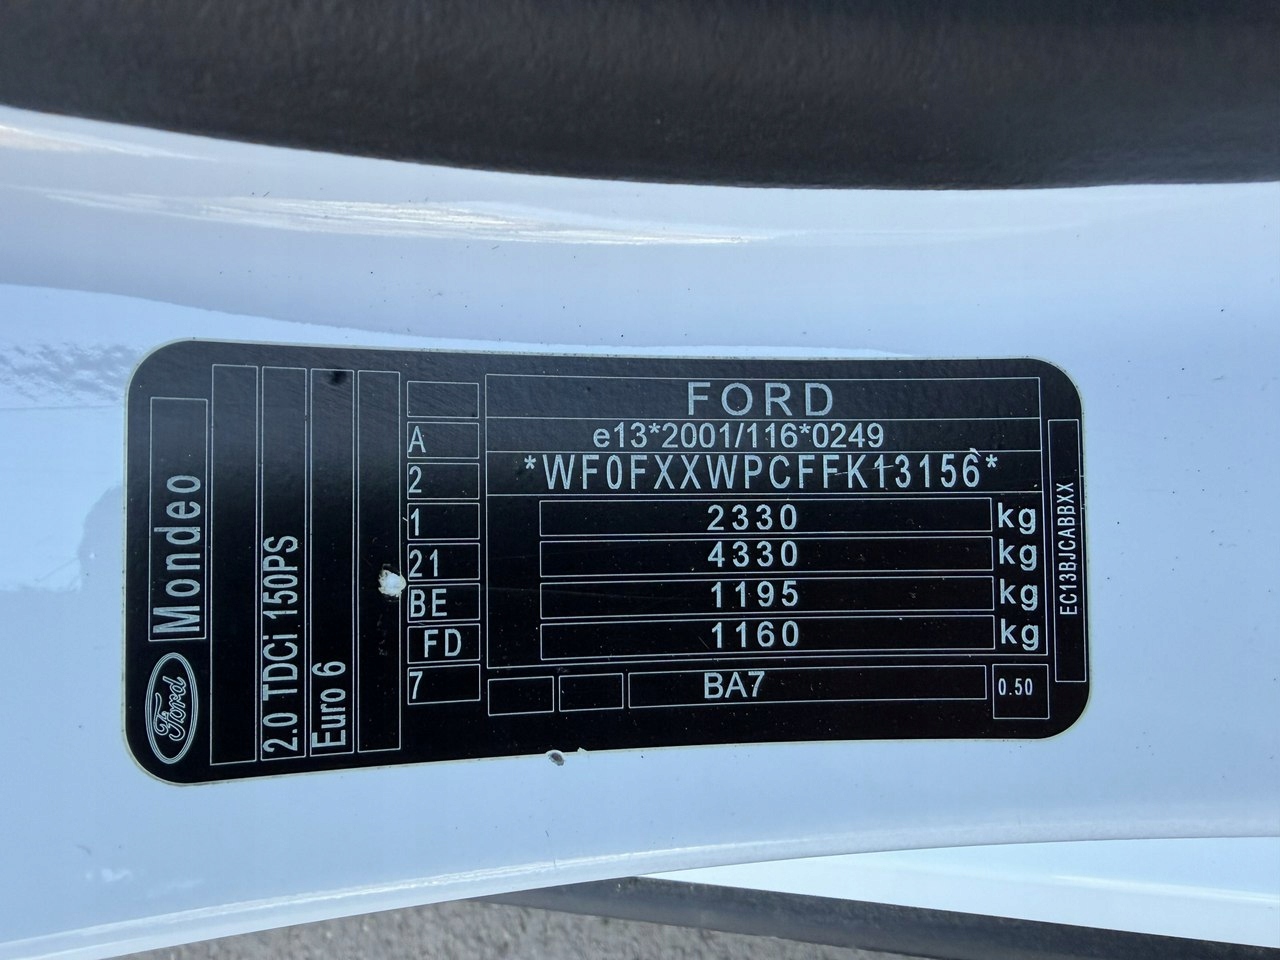 FORD
e13*2001/116*0249
*WF0FXXWPCFFK13156*
2330 kg
4330 kg
1195 kg
1160 kg
BA7
0.50
A
2
1
21
BE
FD
7
Ford Mondeo
2.0 TDCi 150PS
Euro 6
EC13BJCABBXX